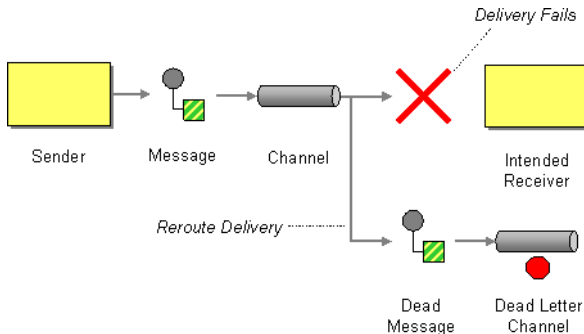 Delivery Fails
Sender
Message
Channel
Intended
Receiver
Reroute Delivery
Dead
Message
Dead Letter
Channel